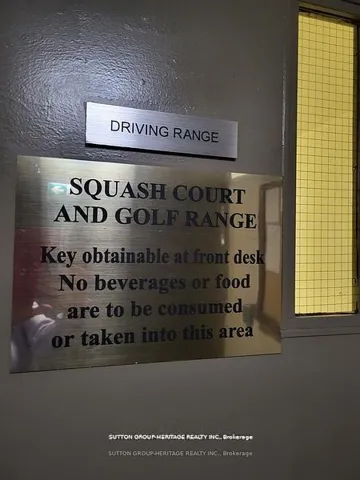 DRIVING RANGE
SQUASH COURT
AND GOLF RANGE
Key obtainable at front desk
No beverages or food
are to be consumed
or taken into this area
SUTTON GROUP-HERITAGE REALTY INC., Brokerage
SUTTON GROUP-HERITAGE REALTY INC., Brokerage